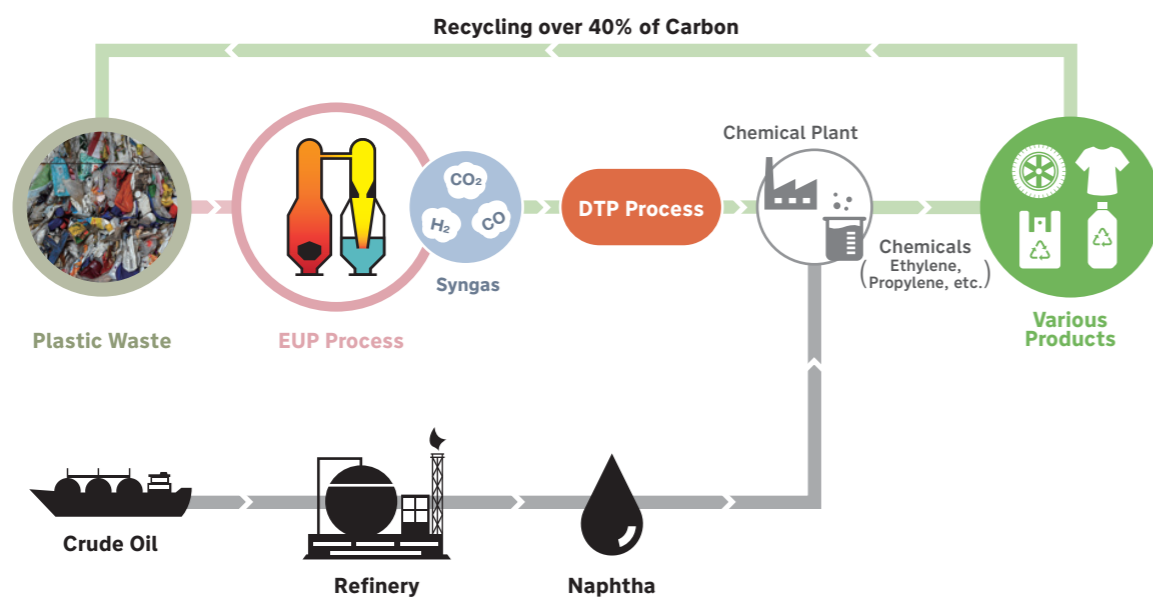 Recycling over 40% of Carbon
Chemical Plant
CO₂
H₂
CO
DTP Process
Syngas
Chemicals
(Ethylene,
Propylene, etc.)
Plastic Waste
EUP Process
Various
Products
Crude Oil
Refinery
Naphtha